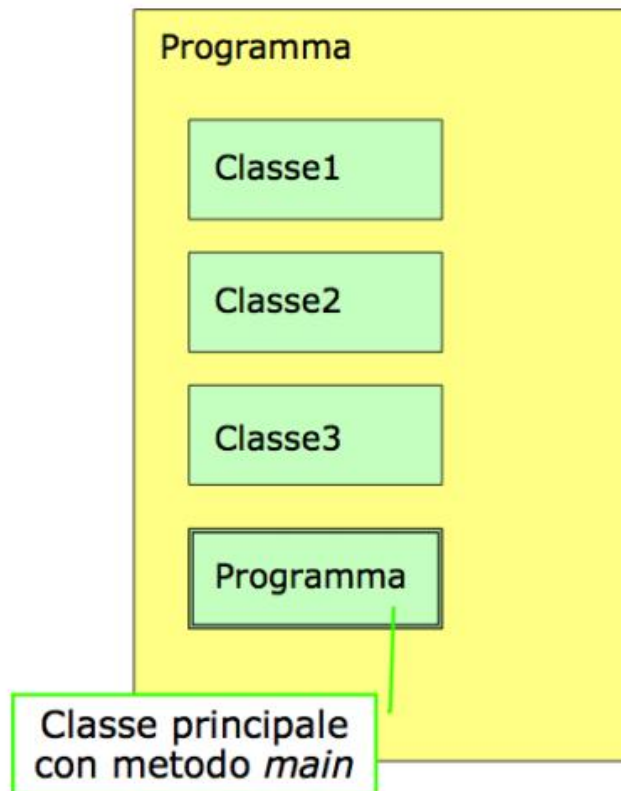 Programma
Classe1
Classe2
Classe3
Programma
Classe principale
con metodo main